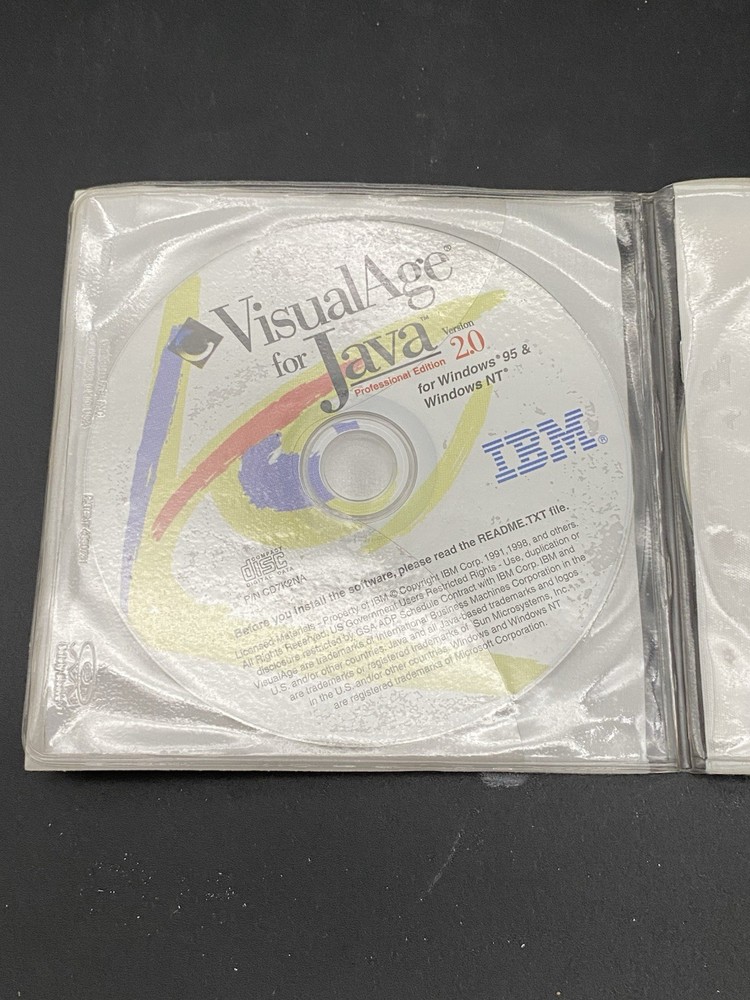 VisualAge®
for Java™
Professional Edition
Version
2.0
for Windows® 95 &
Windows NT®
IBM®
COMPACT
disc
DIGITAL DATA
P/N CD7K2NA
Before you install the software, please read the README.TXT file.
Licensed Materials - Property of IBM © Copyright IBM Corp. 1991,1998, and others.
All Rights Reserved. US Government Users Restricted Rights - Use, duplication or
disclosure restricted by GSA ADP Schedule Contract with IBM Corp. IBM and
VisualAge are trademarks of International Business Machines Corporation in the
U.S. and/or other countries. Java and all Java-based trademarks and logos
are trademarks or registered trademarks of Sun Microsystems, Inc.
in the U.S. and/or other countries. Windows and Windows NT
are registered trademarks of Microsoft Corporation.